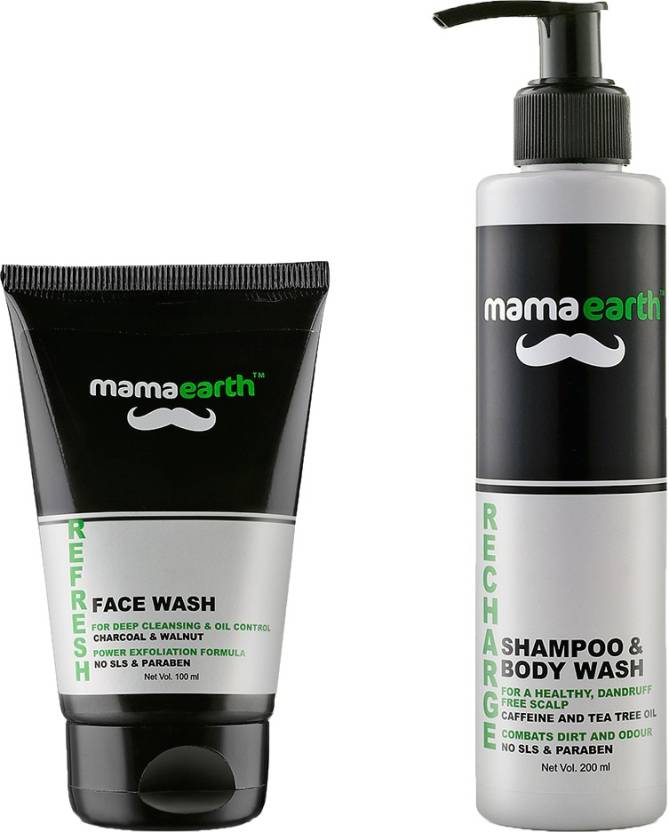 mamaearth™
REFRESH
FACE WASH
FOR DEEP CLEANSING & OIL CONTROL
CHARCOAL & WALNUT
POWER EXFOLIATION FORMULA
NO SLS & PARABEN
Net Vol. 100 ml
mamaearth™
RECHARGE
SHAMPOO &
BODY WASH
FOR A HEALTHY, DANDRUFF
FREE SCALP
CAFFEINE AND TEA TREE OIL
COMBATS DIRT AND ODOUR
NO SLS & PARABEN
Net Vol. 200 ml